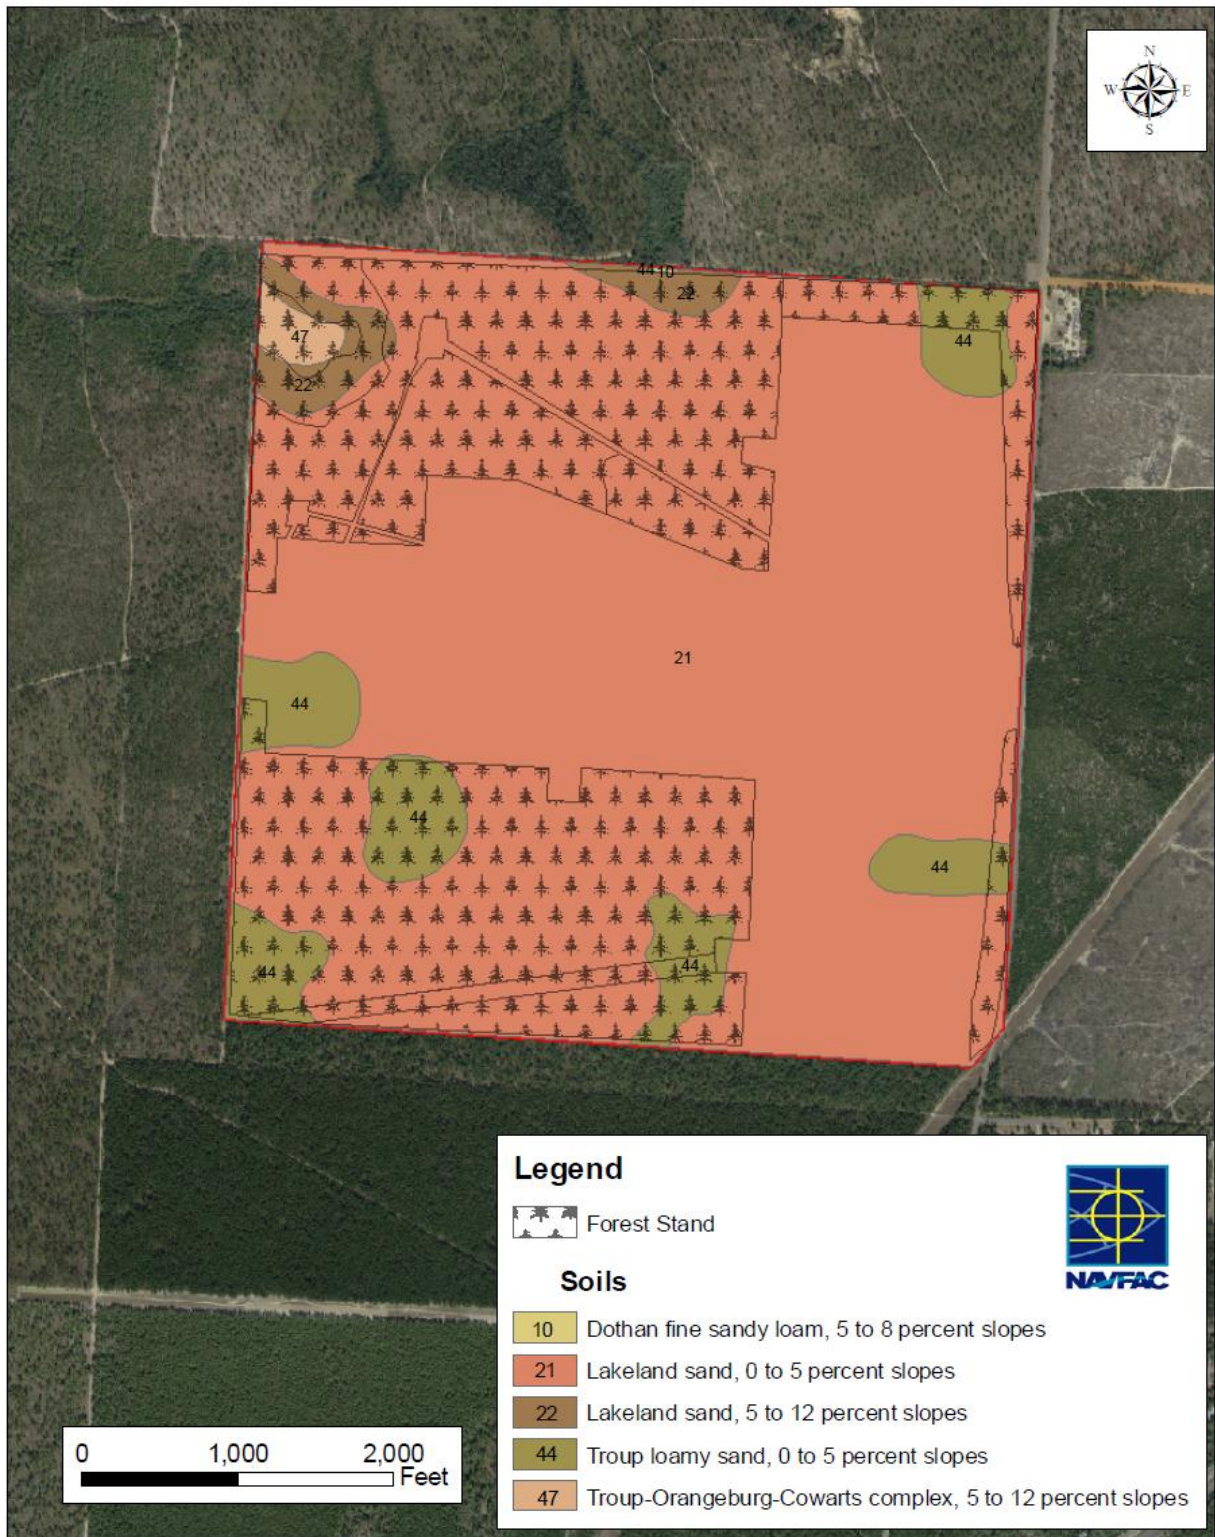 N
W E
S
44 10
22
47
44
22
21
44
44
44
44
44
Legend
Forest Stand
Soils
NAVFAC
10 Dothan fine sandy loam, 5 to 8 percent slopes
21 Lakeland sand, 0 to 5 percent slopes
22 Lakeland sand, 5 to 12 percent slopes
44 Troup loamy sand, 0 to 5 percent slopes
47 Troup-Orangeburg-Cowarts complex, 5 to 12 percent slopes
0 1,000 2,000
Feet